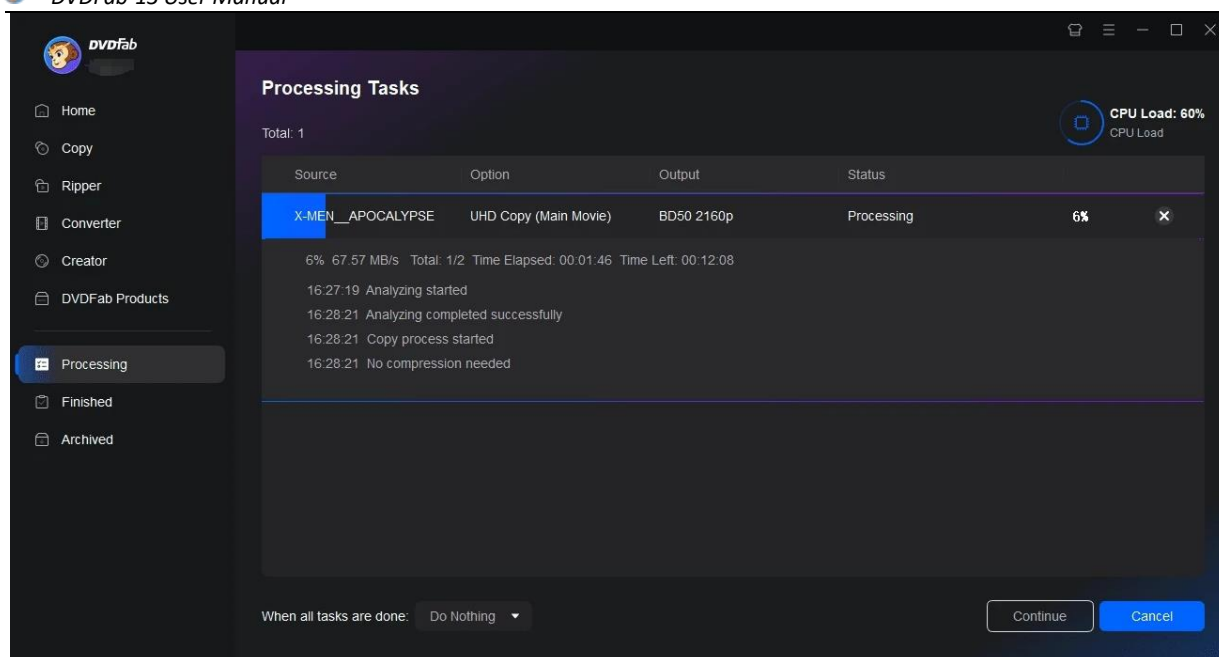 DVDFab 13 User Manual
DVDFab
Home
Copy
Ripper
Converter
Creator
DVDFab Products
Processing
Finished
Archived
Processing Tasks
Total: 1
CPU Load: 60%
CPU Load
Source Option Output Status
X-MEN__APOCALYPSE UHD Copy (Main Movie) BD50 2160p Processing 6%
6% 67.57 MB/s Total: 1/2 Time Elapsed: 00:01:46 Time Left: 00:12:08
16:27:19 Analyzing started
16:28:21 Analyzing completed successfully
16:28:21 Copy process started
16:28:21 No compression needed
When all tasks are done: Do Nothing
Continue Cancel